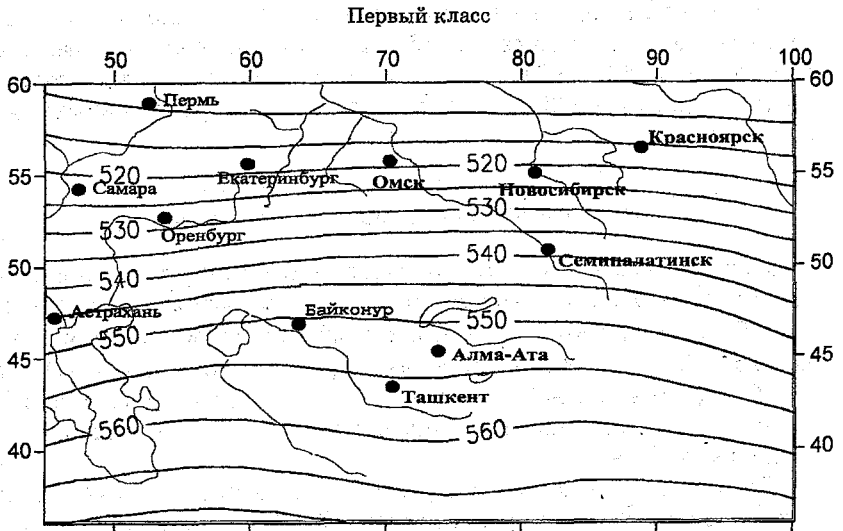 Первый класс
50 60 70 80 90 100
60 60
Пермь
Красноярск
520 520
55 55
Екатеринбург
Самара
Омск
Новосибирск
530 530
Оренбург
540 540
Семипалатинск
50 50
Астрахань
Байконур
550 550
45 45
Алма-Ата
Ташкент
560 560
40 40